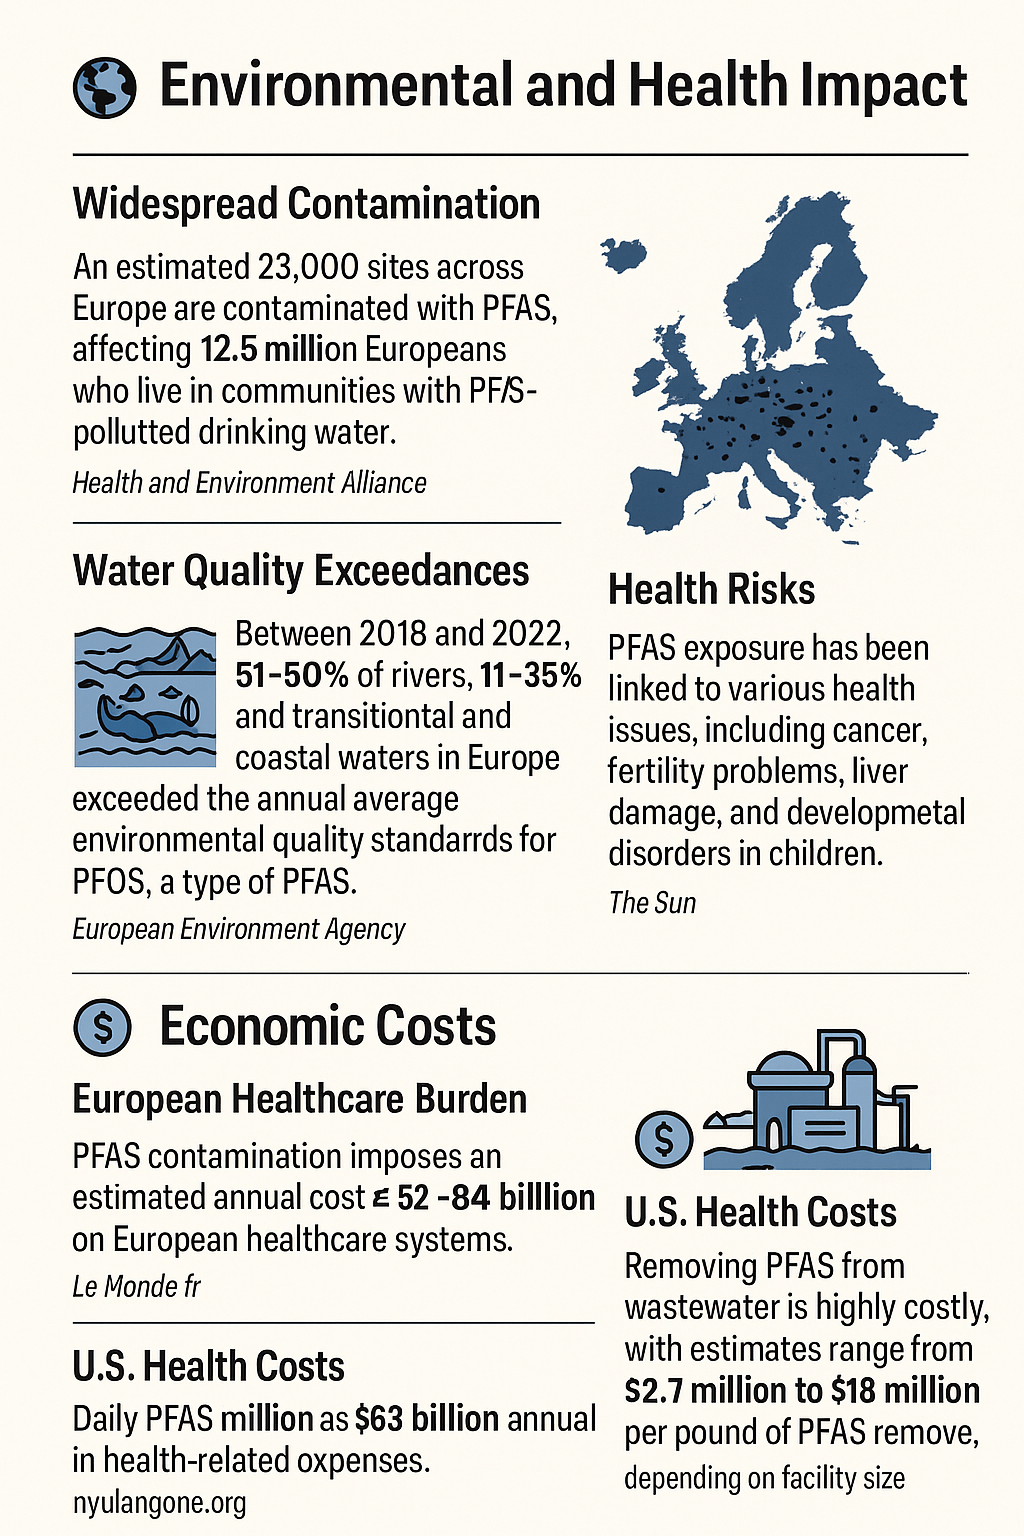 Environmental and Health Impact
Widespread Contamination
An estimated 23,000 sites across
Europe are contaminated with PFAS,
affecting 12.5 million Europeans
who live in communities with PF/S-
pollutted drinking water.
Health and Environment Alliance
Water Quality Exceedances
Between 2018 and 2022,
51-50% of rivers, 11-35%
and transitiontal and
coastal waters in Europe
exceeded the annual average
environmental quality standarrds for
PFOS, a type of PFAS.
European Environment Agency
Health Risks
PFAS exposure has been
linked to various health
issues, including cancer,
fertility problems, liver
damage, and developmetal
disorders in children.
The Sun
$ Economic Costs
European Healthcare Burden
PFAS contamination imposes an
estimated annual cost 52 -84 billlion
on European healthcare systems.
Le Monde fr
U.S. Health Costs
Daily PFAS million as $63 billion annual
in health-related oxpenses.
nyulangone.org
$
U.S. Health Costs
Removing PFAS from
wastewater is highly costly,
with estimates range from
$2.7 million to $18 million
per pound of PFAS remove,
depending on facility size